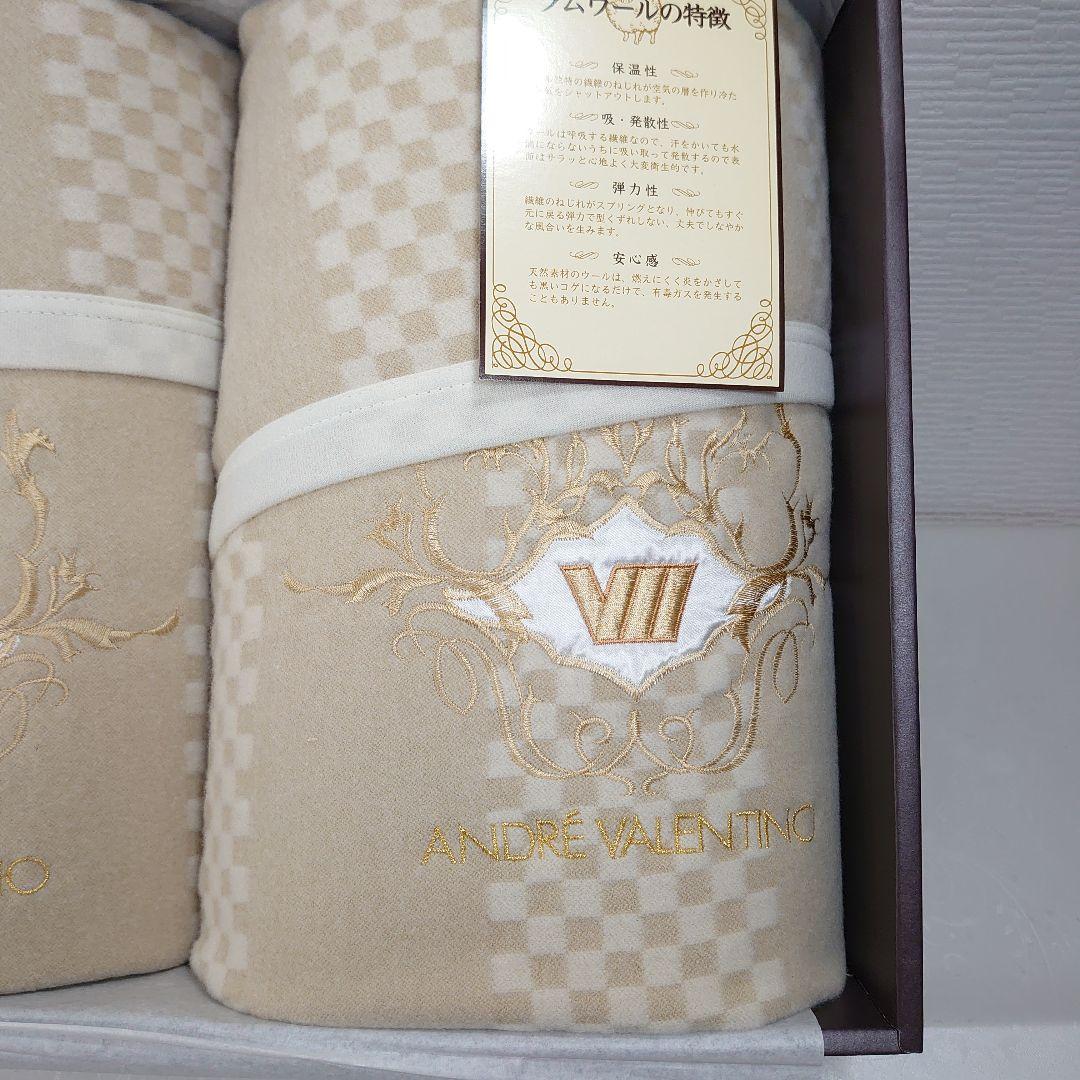 ラムウールの特徴
保温性
独特の繊維のねじれが空気の層を作り冷た
をシャットアウトします。
吸・発散性
ウールは呼吸する繊維なので、汗をかいても水
滴にならないうちに吸い取って発散するので表
面はサラッと心地よく大変衛生的です。
弾力性
繊維のねじれがスプリングとなり、伸びてもすぐ
元に戻る弾力で型くずれしない、丈夫でしなやか
な風合いを生みます。
安心感
天然素材のウールは、燃えにくく炎をかざして
も黒いコゲになるだけで、有毒ガスを発生する
こともありません。
VII
ANDRÉ VALENTINO
NO